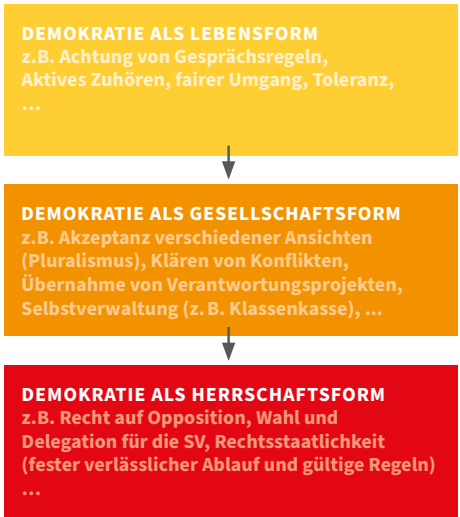 DEMOKRATIE ALS LEBENSFORM
z.B. Achtung von Gesprächsregeln,
Aktives Zuhören, fairer Umgang, Toleranz,
...
DEMOKRATIE ALS GESELLSCHAFTSFORM
z.B. Akzeptanz verschiedener Ansichten
(Pluralismus), Klären von Konflikten,
Übernahme von Verantwortungsprojekten,
Selbstverwaltung (z. B. Klassenkasse), ...
DEMOKRATIE ALS HERRSCHAFTSFORM
z.B. Recht auf Opposition, Wahl und
Delegation für die SV, Rechtsstaatlichkeit
(fester verlässlicher Ablauf und gültige Regeln)
...